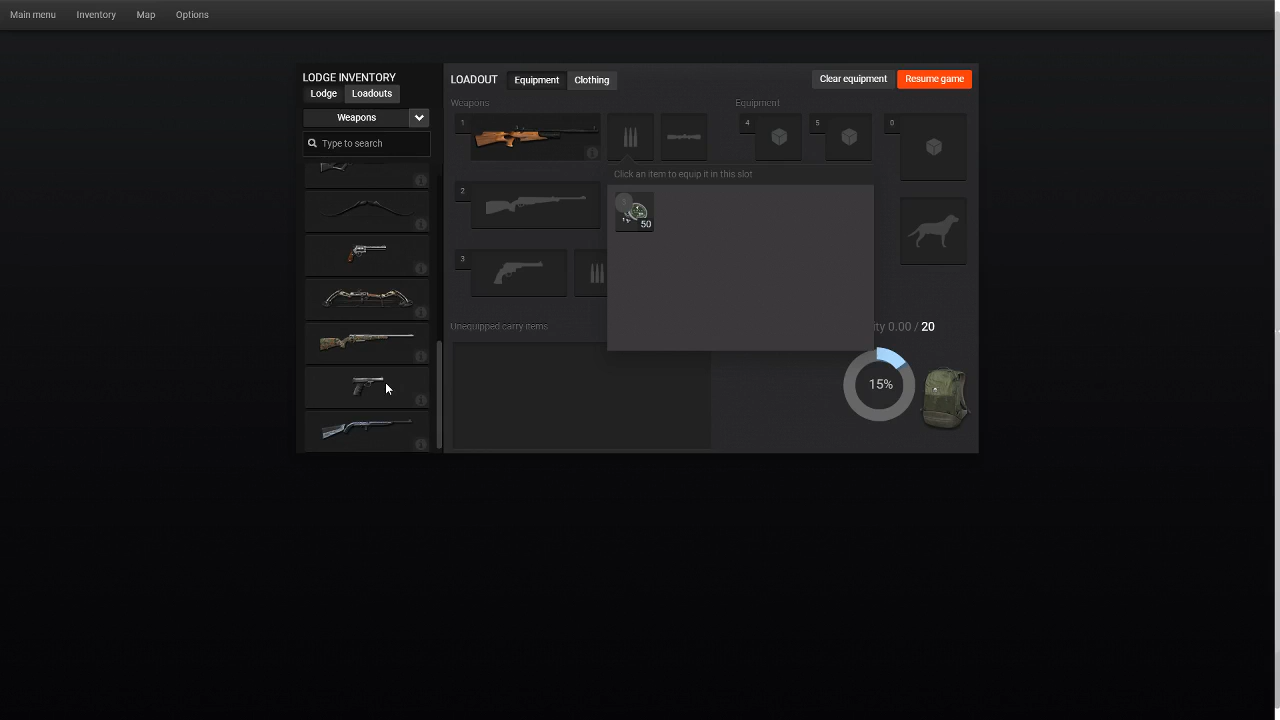 Main menu Inventory Map Options
LODGE INVENTORY
Lodge Loadouts
Weapons
Type to search
LOADOUT Equipment Clothing Clear equipment Resume game
Weapons Equipment
1 4 5 0
Click an item to equip it in this slot
2
50
3
Unequipped carry items
ity 0.00 / 20
15%